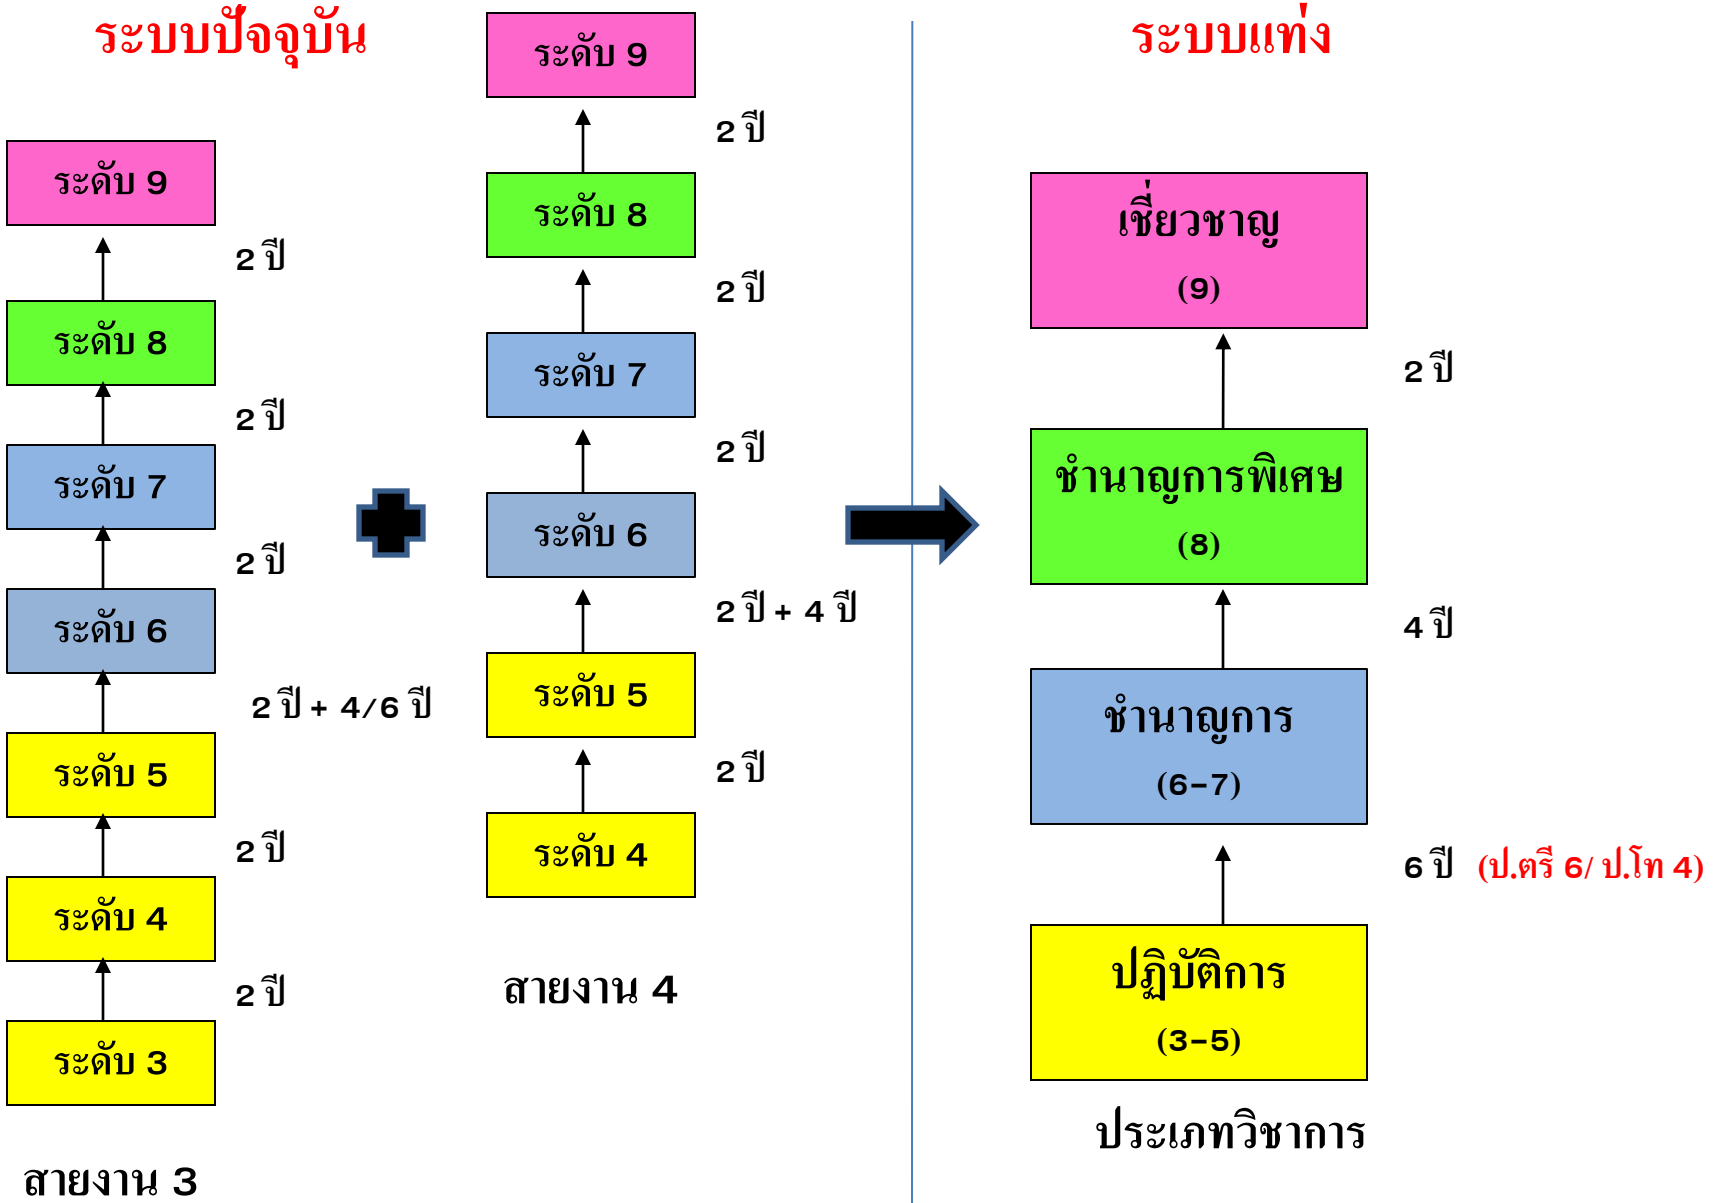 ระบบปัจจุบัน
ระดับ 9
2 ปี
ระดับ 8
2 ปี
ระดับ 7
2 ปี
ระดับ 6
2 ปี + 4/6 ปี
ระดับ 5
2 ปี
ระดับ 4
2 ปี
ระดับ 3
สายงาน 3
ระดับ 9
2 ปี
ระดับ 8
2 ปี
ระดับ 7
2 ปี
ระดับ 6
2 ปี + 4 ปี
ระดับ 5
2 ปี
ระดับ 4
สายงาน 4
ระบบแท่ง
เชี่ยวชาญ
(9)
2 ปี
ชำนาญการพิเศษ
(8)
4 ปี
ชำนาญการ
(6-7)
6 ปี (ป.ตรี 6/ ป.โท 4)
ปฏิบัติการ
(3-5)
ประเภทวิชาการ